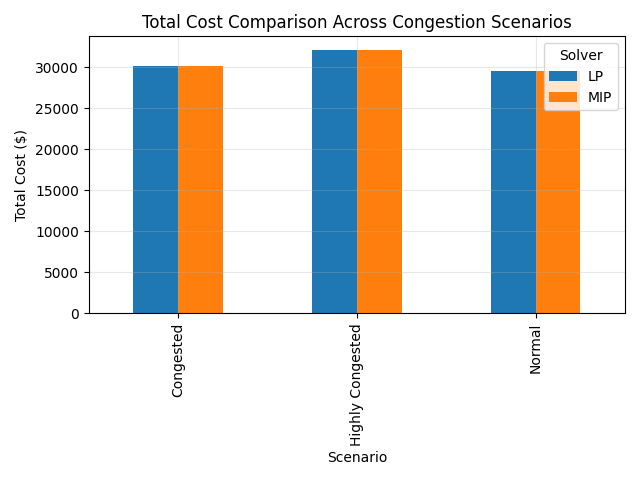 Total Cost Comparison Across Congestion Scenarios
Solver
LP
MIP
Total Cost ($)
30000
25000
20000
15000
10000
5000
0
Congested
Highly Congested
Normal
Scenario